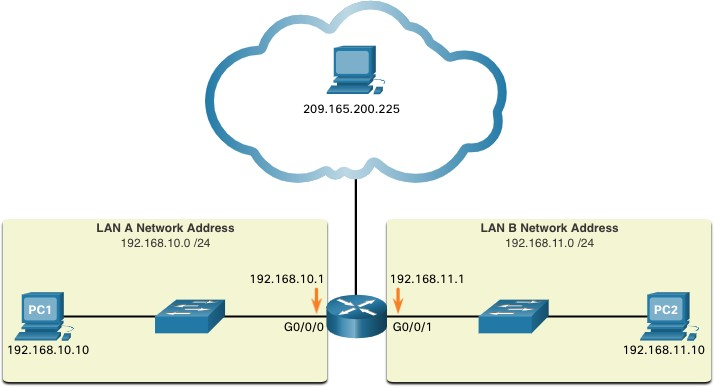 209.165.200.225
LAN A Network Address
192.168.10.0 /24
LAN B Network Address
192.168.11.0 /24
192.168.10.1
192.168.11.1
PC1
PC2
G0/0/0
G0/0/1
192.168.10.10
192.168.11.10